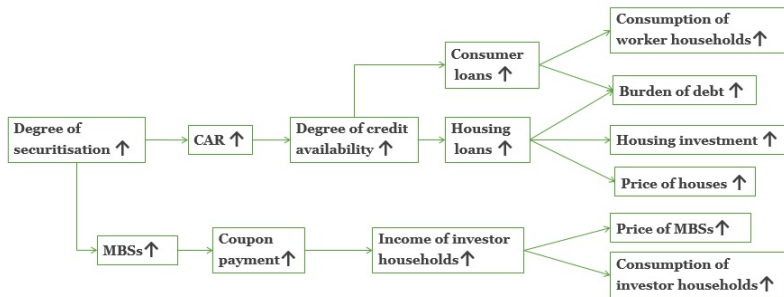 Consumption of
worker households↑
Consumer
loans ↑
Burden of debt ↑
Degree of
securitisation ↑
CAR ↑
Degree of credit
availability ↑
Housing
loans ↑
Housing investment ↑
Price of houses ↑
MBSs↑
Coupon
payment↑
Income of investor
households↑
Price of MBSs↑
Consumption of
investor households↑